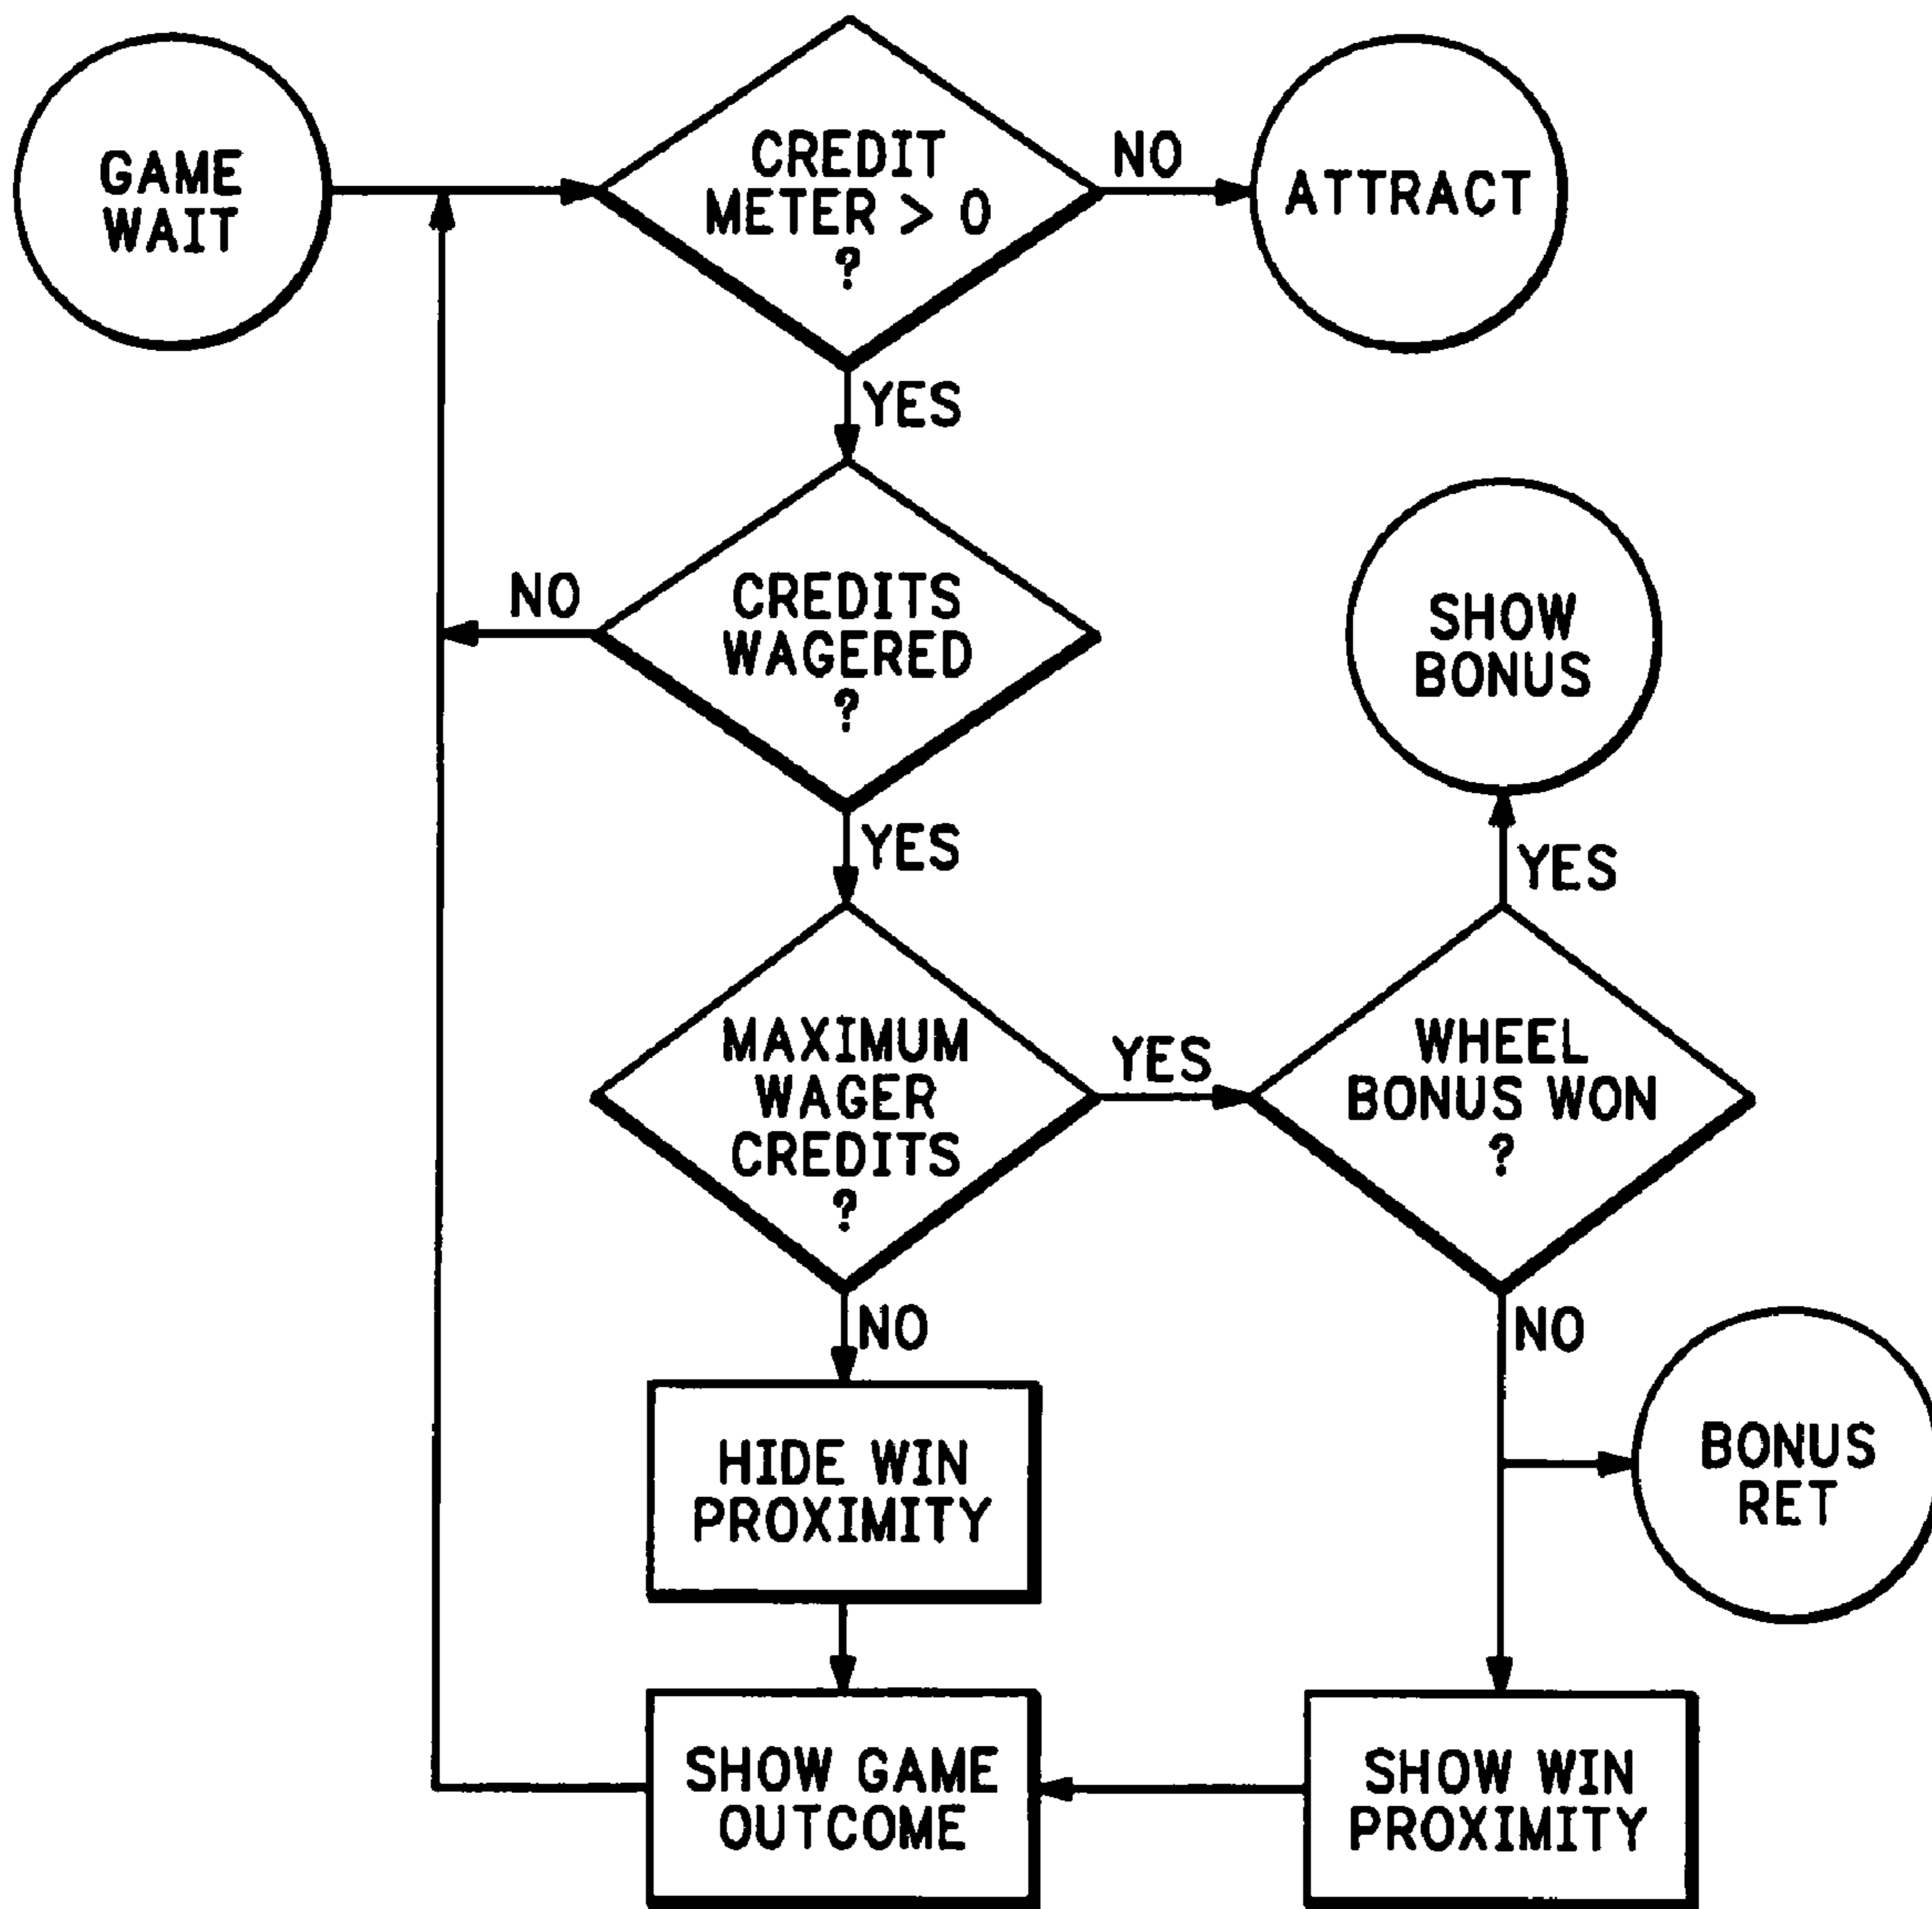 GAME
WAIT
CREDIT
METER > 0
?
NO
ATTRACT
YES
NO
CREDITS
WAGERED
?
SHOW
BONUS
YES
YES
MAXIMUM
WAGER
CREDITS
?
YES
WHEEL
BONUS WON
?
NO
NO
HIDE WIN
PROXIMITY
BONUS
RET
SHOW GAME
OUTCOME
SHOW WIN
PROXIMITY